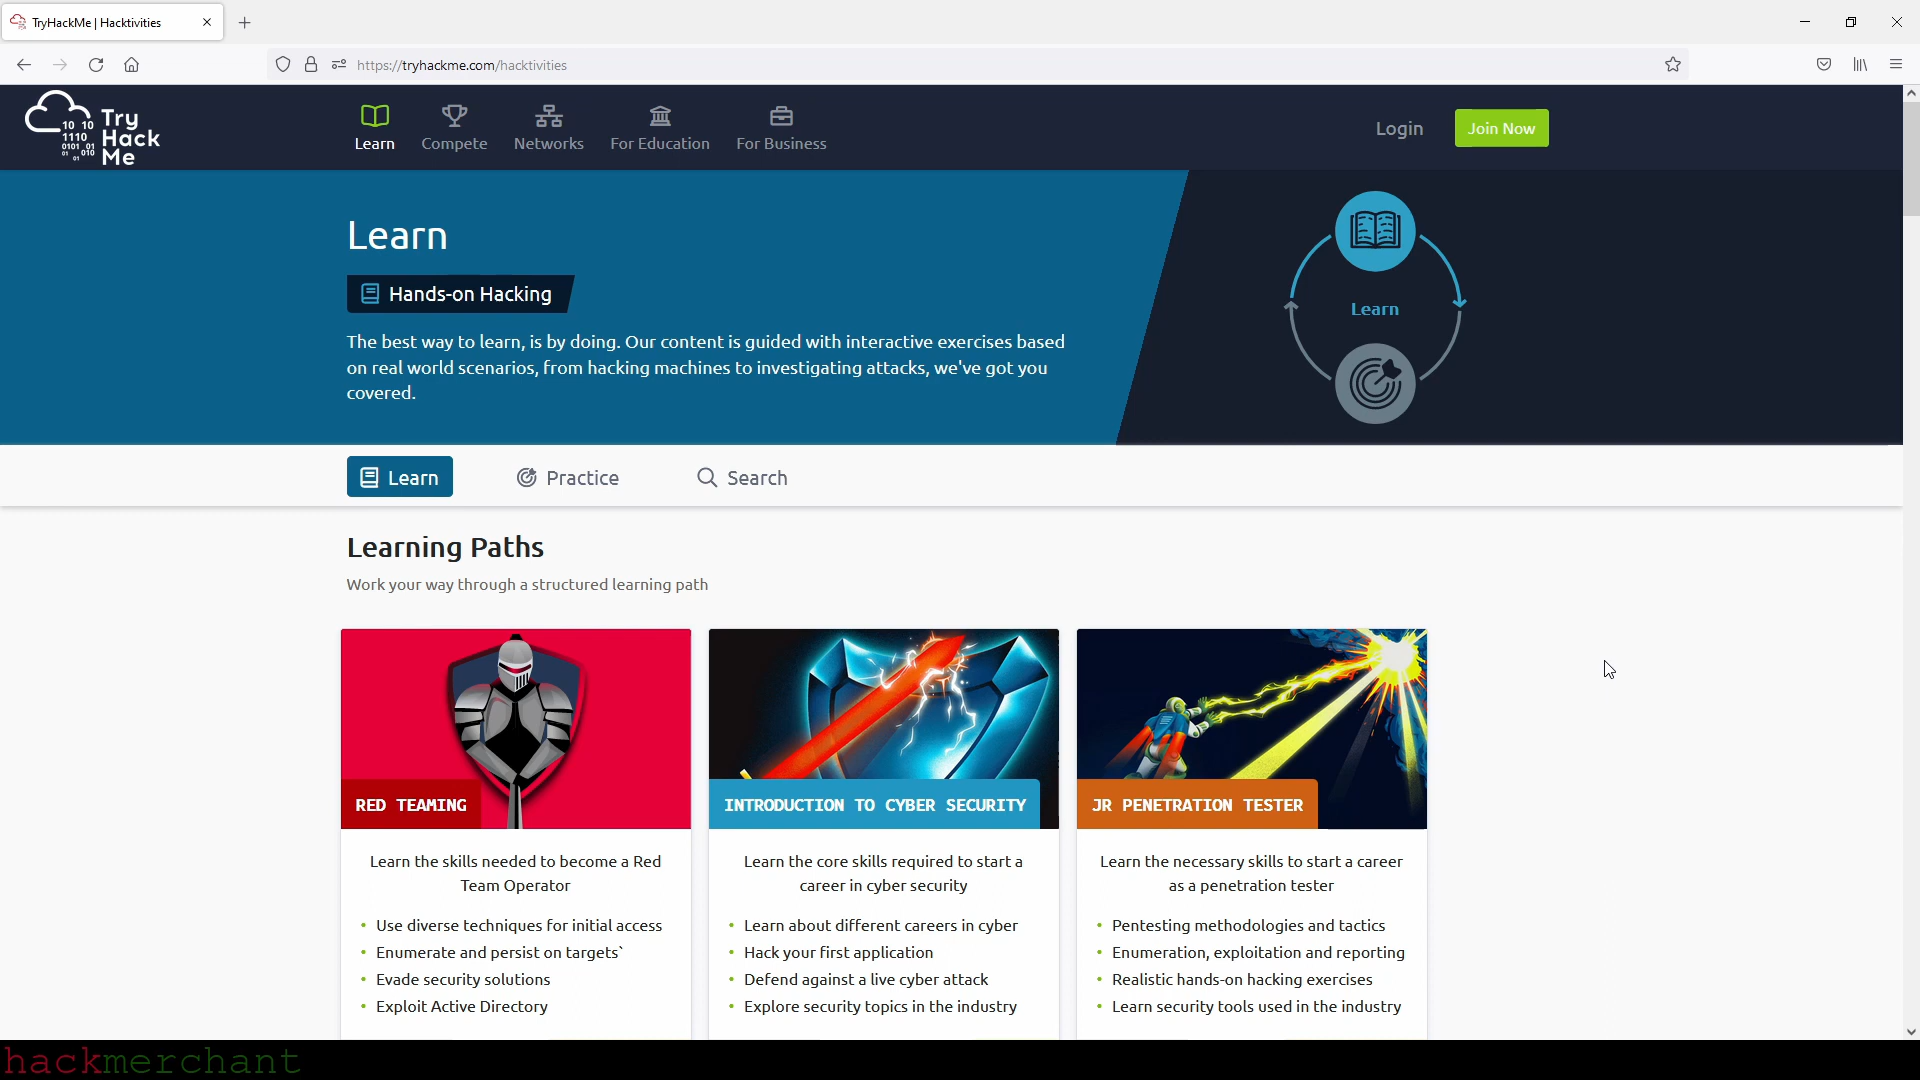 TryHackMe | Hacktivities
https://tryhackme.com/hacktivities
Try
Hack
Me
10 10
1110
0101 01
01 010
01
Learn
Compete
Networks
For Education
For Business
Login
Join Now
Learn
Hands-on Hacking
The best way to learn, is by doing. Our content is guided with interactive exercises based
on real world scenarios, from hacking machines to investigating attacks, we've got you
covered.
Learn
Learn
Practice
Search
Learning Paths
Work your way through a structured learning path
RED TEAMING
Learn the skills needed to become a Red
Team Operator
• Use diverse techniques for initial access
• Enumerate and persist on targets`
• Evade security solutions
• Exploit Active Directory
INTRODUCTION TO CYBER SECURITY
Learn the core skills required to start a
career in cyber security
• Learn about different careers in cyber
• Hack your first application
• Defend against a live cyber attack
• Explore security topics in the industry
JR PENETRATION TESTER
Learn the necessary skills to start a career
as a penetration tester
• Pentesting methodologies and tactics
• Enumeration, exploitation and reporting
• Realistic hands-on hacking exercises
• Learn security tools used in the industry
hackmerchant